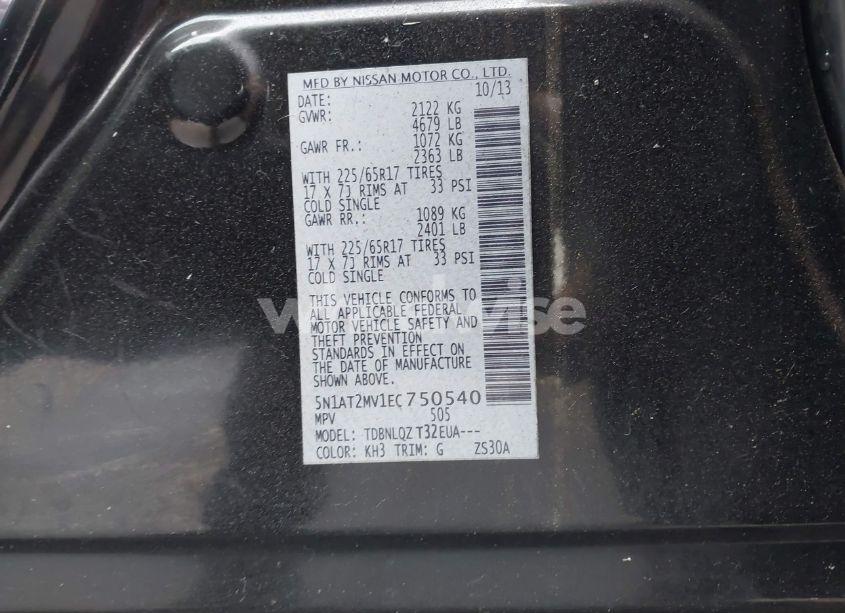 MFD BY NISSAN MOTOR CO., LTD.
DATE: 10/13
GVWR: 2122 KG
4679 LB
GAWR FR.: 1072 KG
2363 LB
WITH 225/65R17 TIRES
17 X 7J RIMS AT 33 PSI
COLD SINGLE
GAWR RR.: 1089 KG
2401 LB
WITH 225/65R17 TIRES
17 X 7J RIMS AT 33 PSI
COLD SINGLE
THIS VEHICLE CONFORMS TO
ALL APPLICABLE FEDERAL
MOTOR VEHICLE SAFETY AND
THEFT PREVENTION
STANDARDS IN EFFECT ON
THE DATE OF MANUFACTURE
SHOWN ABOVE.
5N1AT2MV1EC750540
MPV 505
MODEL: TDBNLQZ T32EUA---
COLOR: KH3 TRIM: G ZS30A